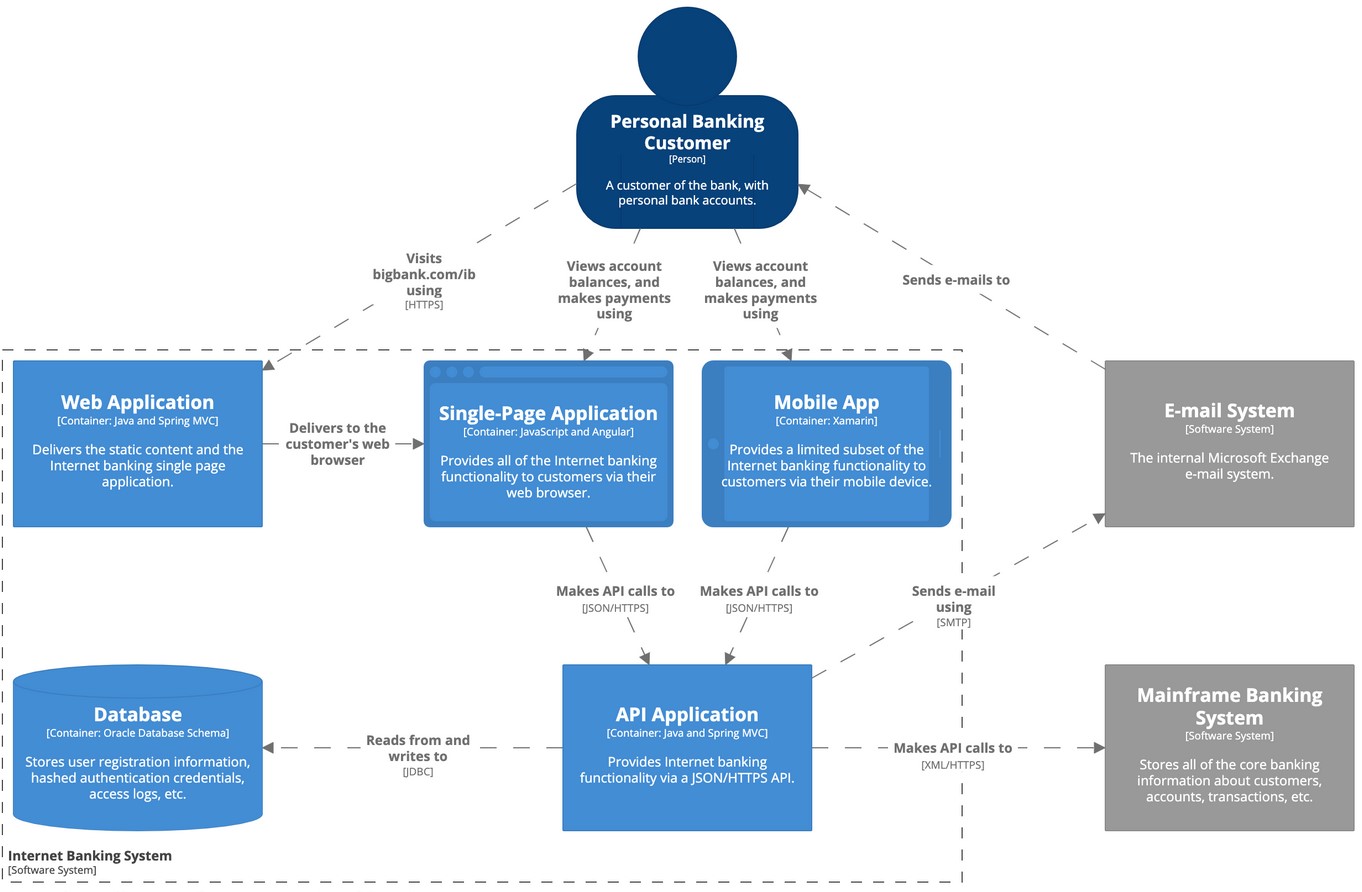 Personal Banking
Customer
[Person]
A customer of the bank, with
personal bank accounts.
Visits
bigbank.com/ib
using
[HTTPS]
Views account
balances, and
makes payments
using
Views account
balances, and
makes payments
using
Sends e-mails to
Web Application
[Container: Java and Spring MVC]
Delivers the static content and the
Internet banking single page
application.
Delivers to the
customer's web
browser
Single-Page Application
[Container: JavaScript and Angular]
Provides all of the Internet banking
functionality to customers via their
web browser.
Mobile App
[Container: Xamarin]
Provides a limited subset of the
Internet banking functionality to
customers via their mobile device.
E-mail System
[Software System]
The internal Microsoft Exchange
e-mail system.
Makes API calls to
[JSON/HTTPS]
Makes API calls to
[JSON/HTTPS]
Sends e-mail
using
[SMTP]
Database
[Container: Oracle Database Schema]
Stores user registration information,
hashed authentication credentials,
access logs, etc.
Reads from and
writes to
[JDBC]
API Application
[Container: Java and Spring MVC]
Provides Internet banking
functionality via a JSON/HTTPS API.
Makes API calls to
[XML/HTTPS]
Mainframe Banking
System
[Software System]
Stores all of the core banking
information about customers,
accounts, transactions, etc.
Internet Banking System
[Software System]